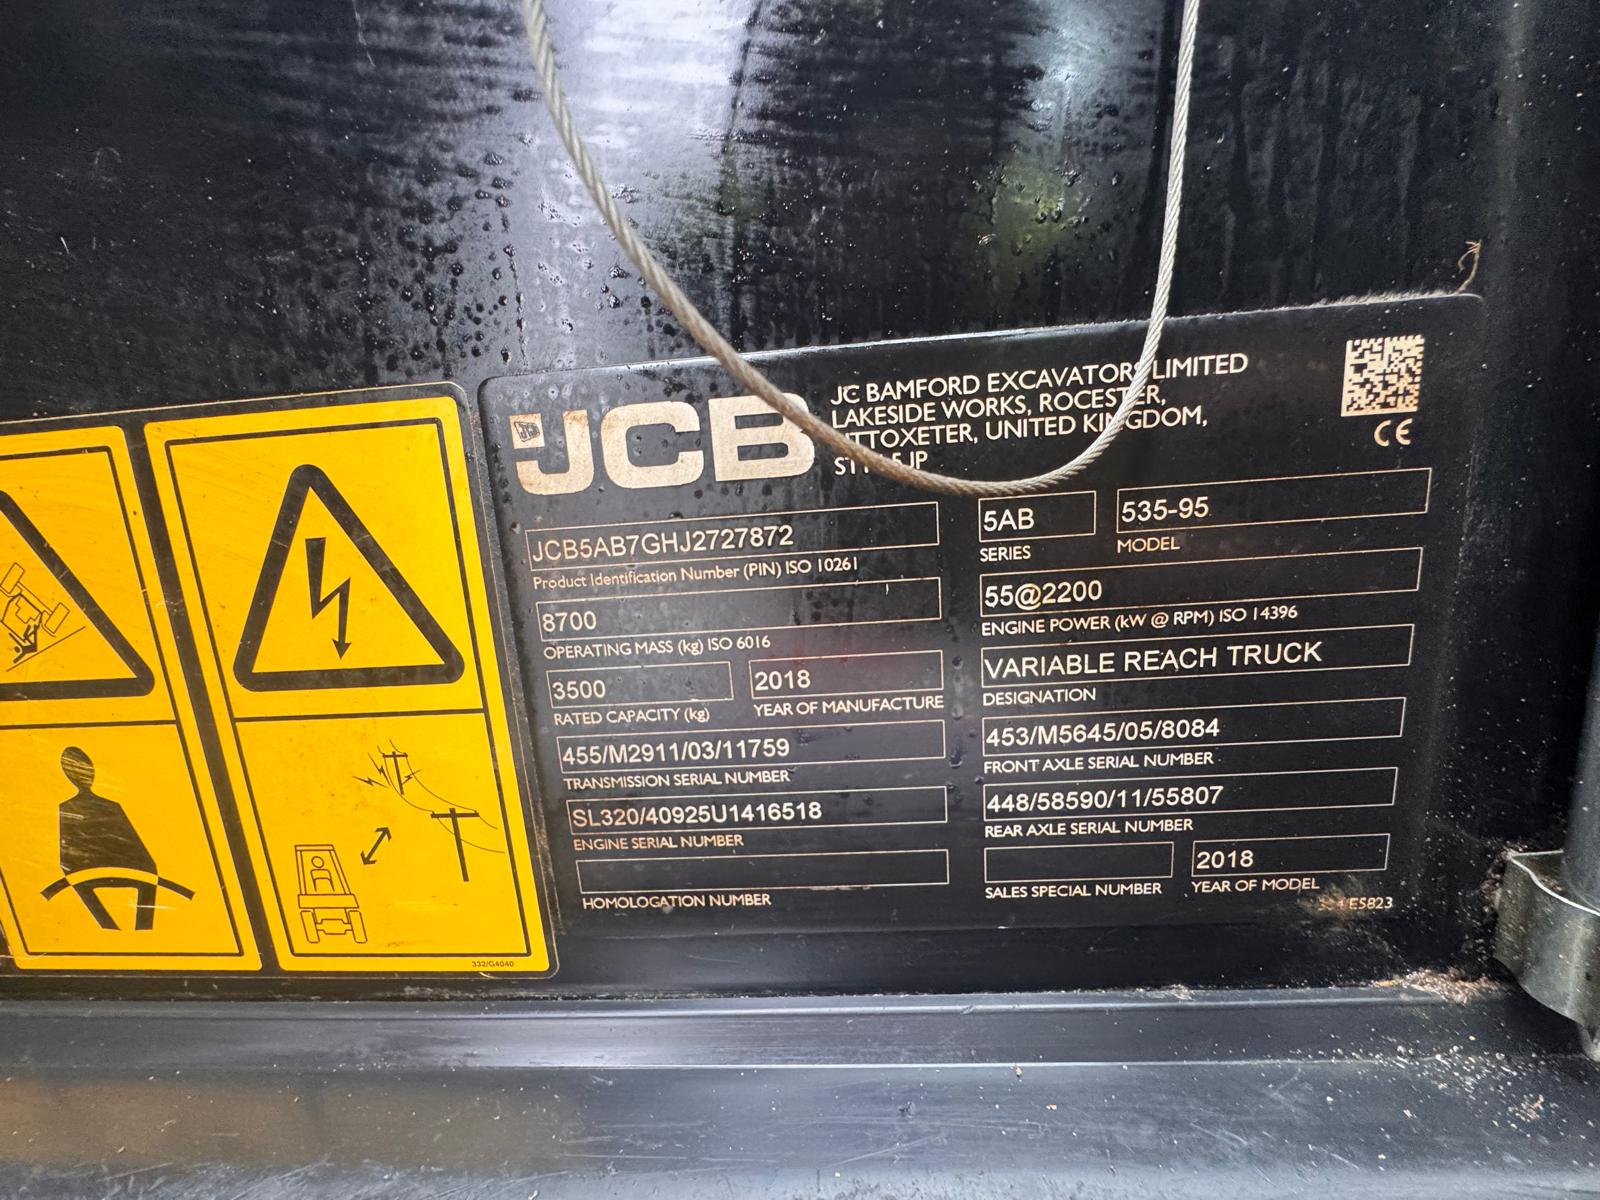 JCB
JC BAMFORD EXCAVATORS LIMITED
LAKESIDE WORKS, ROCESTER,
UTTOXETER, UNITED KINGDOM,
5JP
CE
JCB5AB7GHJ2727872
Product Identification Number (PIN) ISO 10261
5AB
SERIES
535-95
MODEL
8700
OPERATING MASS (kg) ISO 6016
55@2200
ENGINE POWER (kW @ RPM) ISO 14396
3500
RATED CAPACITY (kg)
2018
YEAR OF MANUFACTURE
VARIABLE REACH TRUCK
DESIGNATION
455/M2911/03/11759
TRANSMISSION SERIAL NUMBER
453/M5645/05/8084
FRONT AXLE SERIAL NUMBER
SL320/40925U1416518
ENGINE SERIAL NUMBER
448/58590/11/55807
REAR AXLE SERIAL NUMBER
HOMOLOGATION NUMBER
SALES SPECIAL NUMBER
2018
YEAR OF MODEL
332/G4040